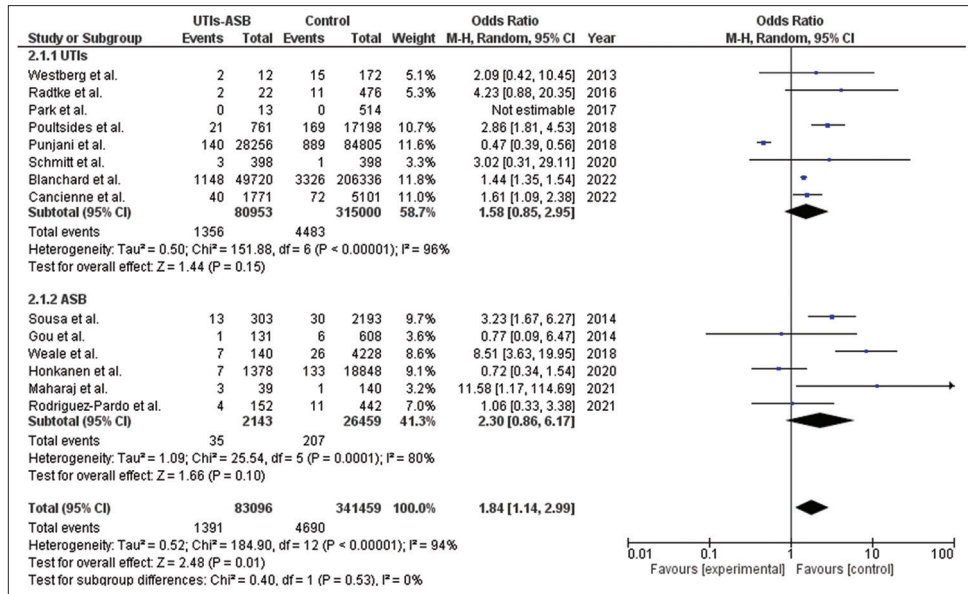 UTIs-ASB Control Odds Ratio Odds Ratio
Study or Subgroup Events Total Events Total Weight M-H, Random, 95% CI Year M-H, Random, 95% CI
2.1.1 UTIs
Westberg et al. 2 12 15 172 5.1% 2.09 [0.42, 10.45] 2013
Radtke et al. 2 22 11 476 5.3% 4.23 [0.88, 20.35] 2016
Park et al. 0 13 0 514 Not estimable 2017
Poultsides et al. 21 761 169 17198 10.7% 2.86 [1.81, 4.53] 2018
Punjani et al. 140 28256 889 84805 11.6% 0.47 [0.39, 0.56] 2018
Schmitt et al. 3 398 1 398 3.3% 3.02 [0.31, 29.11] 2020
Blanchard et al. 1148 49720 3326 206336 11.8% 1.44 [1.35, 1.54] 2022
Cancienne et al. 40 1771 72 5101 11.0% 1.61 [1.09, 2.38] 2022
Subtotal (95% CI) 80953 315000 58.7% 1.58 [0.85, 2.95]
Total events 1356 4483
Heterogeneity: Tau² = 0.50; Chi² = 151.88, df = 6 (P < 0.00001); I² = 96%
Test for overall effect: Z = 1.44 (P = 0.15)
2.1.2 ASB
Sousa et al. 13 303 30 2193 9.7% 3.23 [1.67, 6.27] 2014
Gou et al. 1 131 6 608 3.6% 0.77 [0.09, 6.47] 2014
Weale et al. 7 140 26 4228 8.6% 8.51 [3.63, 19.95] 2018
Honkanen et al. 7 1378 133 18848 9.1% 0.72 [0.34, 1.54] 2020
Maharaj et al. 3 39 1 140 3.2% 11.58 [1.17, 114.69] 2021
Rodriguez-Pardo et al. 4 152 11 442 7.0% 1.06 [0.33, 3.38] 2021
Subtotal (95% CI) 2143 26459 41.3% 2.30 [0.86, 6.17]
Total events 35 207
Heterogeneity: Tau² = 1.09; Chi² = 25.54, df = 5 (P = 0.0001); I² = 80%
Test for overall effect: Z = 1.66 (P = 0.10)
Total (95% CI) 83096 341459 100.0% 1.84 [1.14, 2.99]
Total events 1391 4690
Heterogeneity: Tau² = 0.52; Chi² = 184.90, df = 12 (P < 0.00001); I² = 94%
Test for overall effect: Z = 2.48 (P = 0.01)
Test for subgroup differences: Chi² = 0.40, df = 1 (P = 0.53), I² = 0%
0.01 0.1 1 10 100
Favours [experimental] Favours [control]